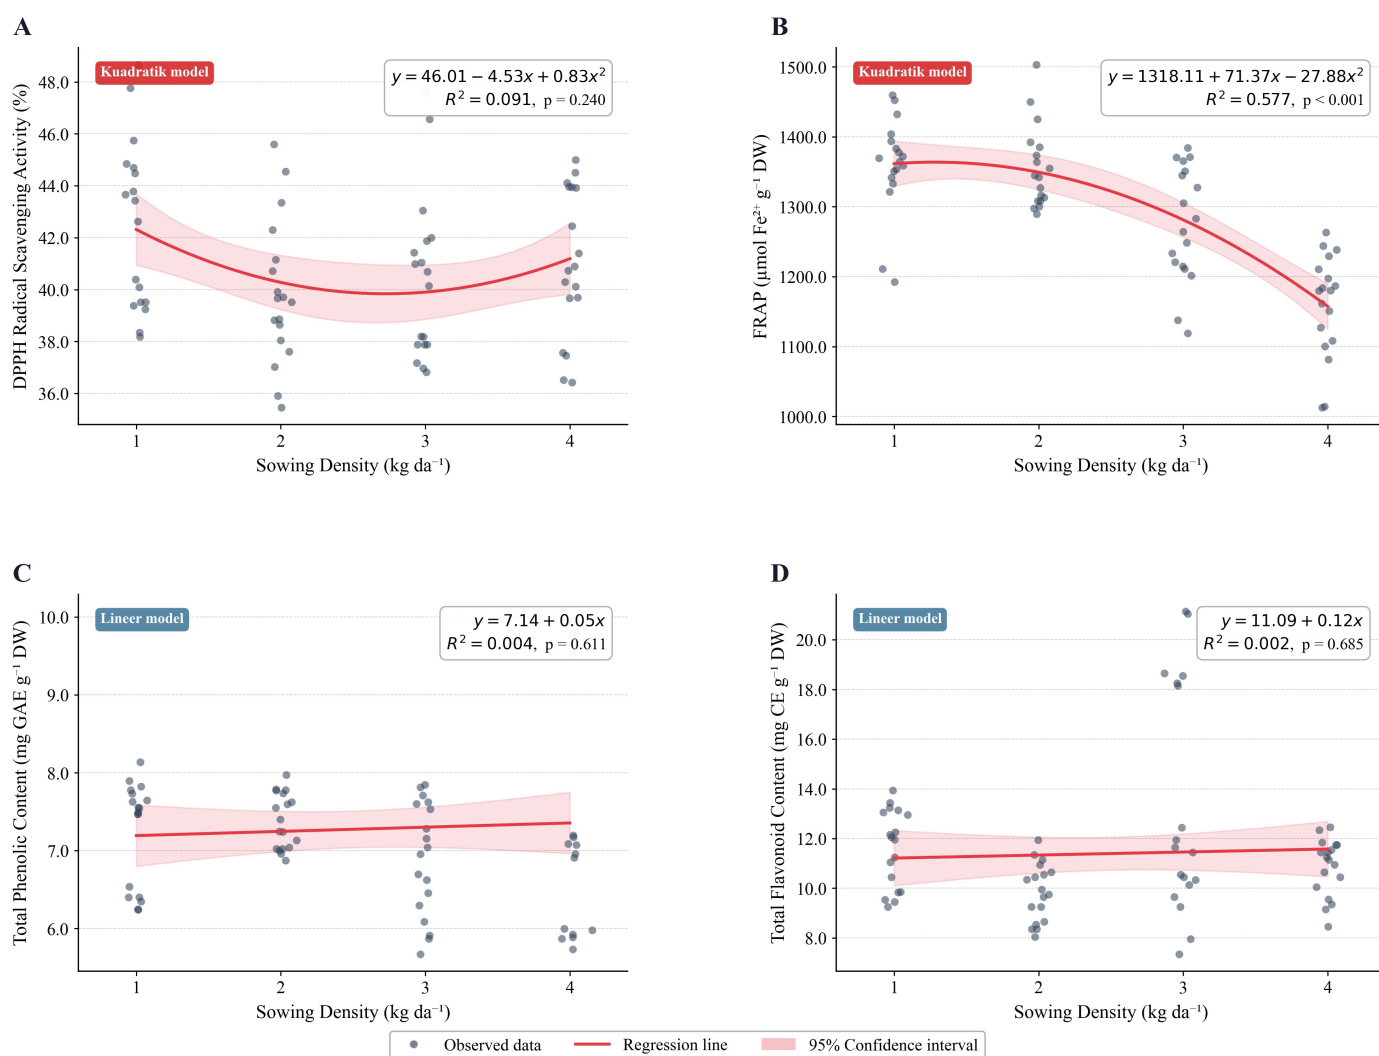 A
Kuadratik model
y = 46.01 − 4.53x + 0.83x²
R² = 0.091, p = 0.240
DPPH Radical Scavenging Activity (%)
48.0
46.0
44.0
42.0
40.0
38.0
36.0
1 2 3 4
Sowing Density (kg da⁻¹)
B
Kuadratik model
y = 1318.11 + 71.37x − 27.88x²
R² = 0.577, p < 0.001
FRAP (µmol Fe²⁺ g⁻¹ DW)
1500.0
1400.0
1300.0
1200.0
1100.0
1000.0
1 2 3 4
Sowing Density (kg da⁻¹)
C
Lineer model
y = 7.14 + 0.05x
R² = 0.004, p = 0.611
Total Phenolic Content (mg GAE g⁻¹ DW)
10.0
9.0
8.0
7.0
6.0
1 2 3 4
Sowing Density (kg da⁻¹)
D
Lineer model
y = 11.09 + 0.12x
R² = 0.002, p = 0.685
Total Flavonoid Content (mg CE g⁻¹ DW)
20.0
18.0
16.0
14.0
12.0
10.0
8.0
1 2 3 4
Sowing Density (kg da⁻¹)
Observed data Regression line 95% Confidence interval